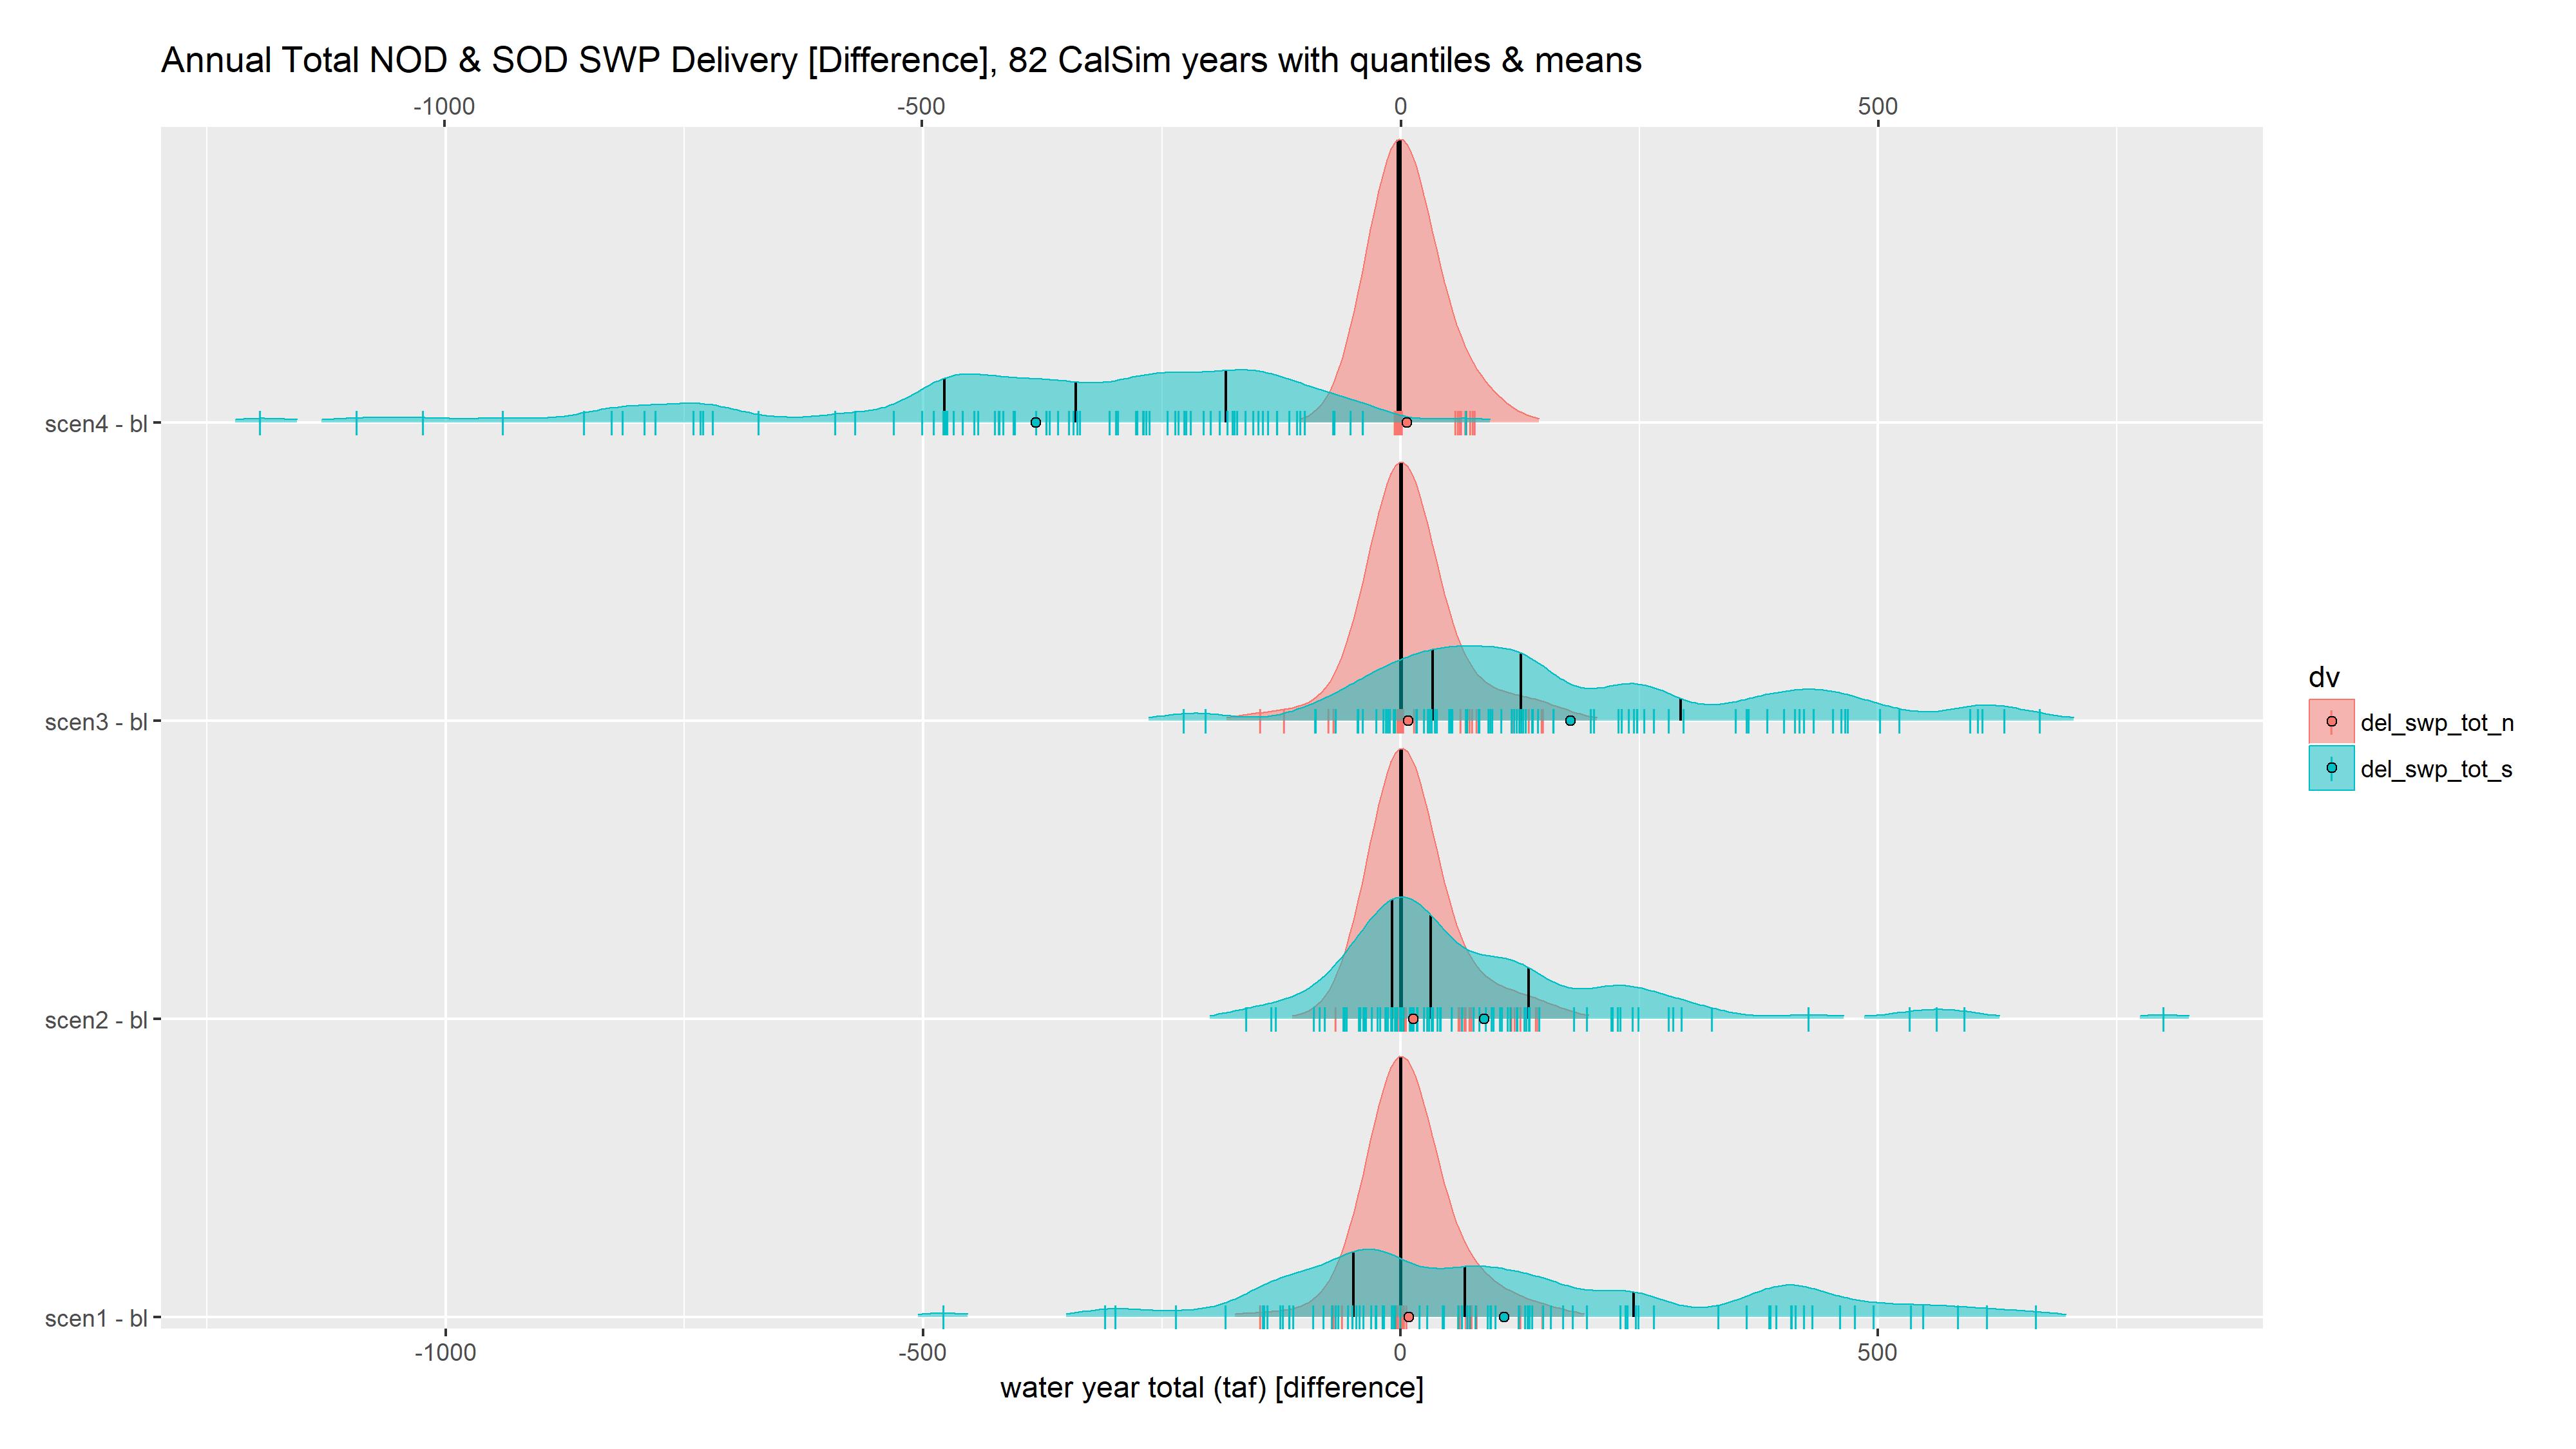 Annual Total NOD & SOD SWP Delivery [Difference], 82 CalSim years with quantiles & means
-1000 -500 0 500
scen4 - bl
scen3 - bl
scen2 - bl
scen1 - bl
-1000 -500 0 500
water year total (taf) [difference]
dv
del_swp_tot_n
del_swp_tot_s